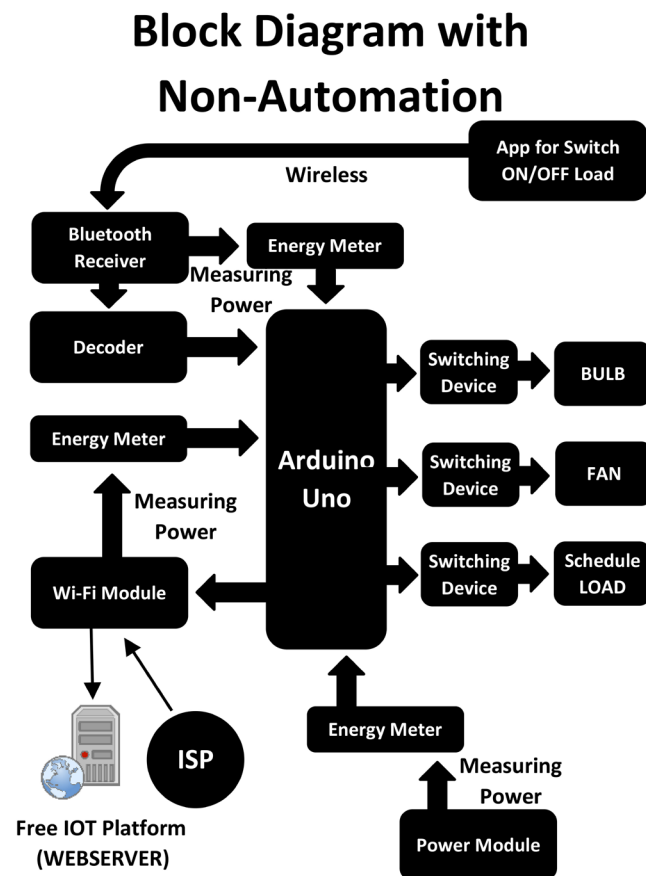 Block Diagram with
Non-Automation
App for Switch
ON/OFF Load
Wireless
Bluetooth
Receiver
Energy Meter
Measuring
Power
Decoder
Switching
Device
BULB
Energy Meter
Arduino
Uno
Switching
Device
FAN
Measuring
Power
Wi-Fi Module
Switching
Device
Schedule
LOAD
Energy Meter
ISP
Measuring
Power
Free IOT Platform
(WEBSERVER)
Power Module